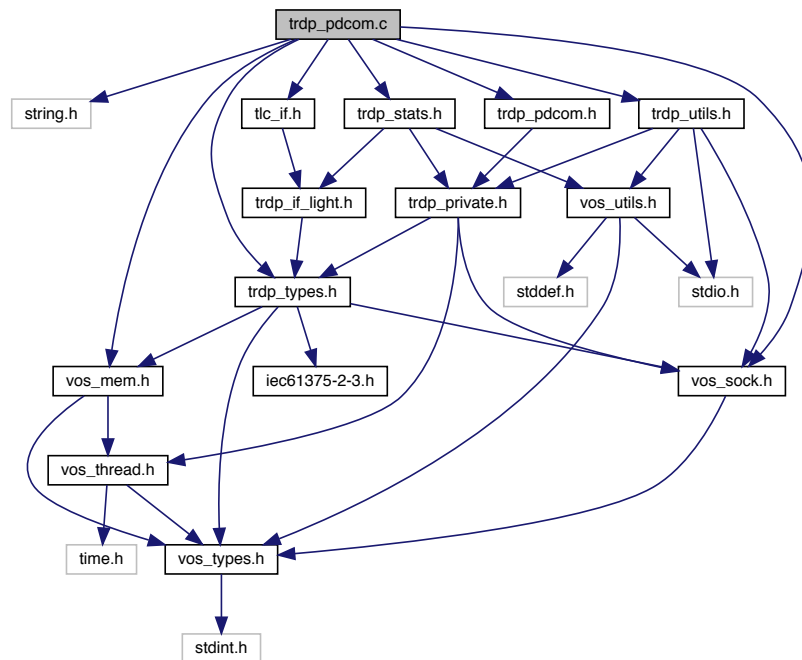 trdp_pdcom.c
string.h
tlc_if.h
trdp_stats.h
trdp_pdcom.h
trdp_utils.h
trdp_if_light.h
trdp_private.h
vos_utils.h
trdp_types.h
stddef.h
stdio.h
vos_mem.h
iec61375-2-3.h
vos_sock.h
vos_thread.h
time.h
vos_types.h
stdint.h